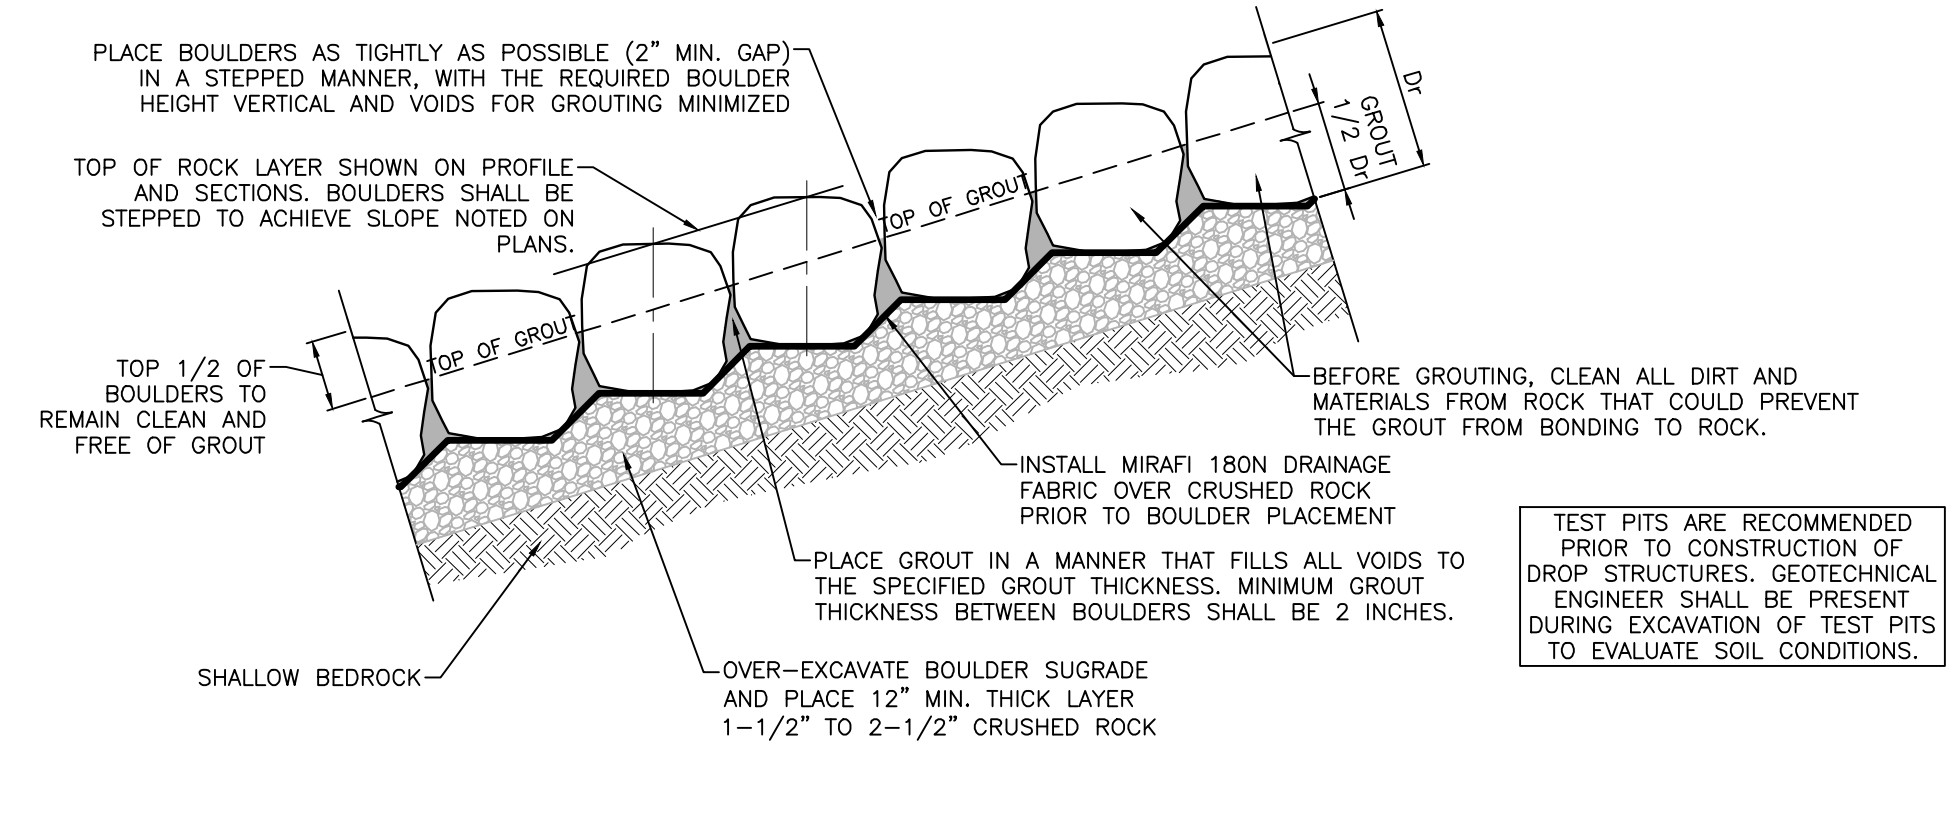 PLACE BOULDERS AS TIGHTLY AS POSSIBLE (2” MIN. GAP)
IN A STEPPED MANNER, WITH THE REQUIRED BOULDER
HEIGHT VERTICAL AND VOIDS FOR GROUTING MINIMIZED
TOP OF ROCK LAYER SHOWN ON PROFILE
AND SECTIONS. BOULDERS SHALL BE
STEPPED TO ACHIEVE SLOPE NOTED ON
PLANS.
Dr
GROUT
1/2 Dr
TOP OF GROUT
TOP OF GROUT
TOP 1/2 OF
BOULDERS TO
REMAIN CLEAN AND
FREE OF GROUT
BEFORE GROUTING, CLEAN ALL DIRT AND
MATERIALS FROM ROCK THAT COULD PREVENT
THE GROUT FROM BONDING TO ROCK.
INSTALL MIRAFI 180N DRAINAGE
FABRIC OVER CRUSHED ROCK
PRIOR TO BOULDER PLACEMENT
PLACE GROUT IN A MANNER THAT FILLS ALL VOIDS TO
THE SPECIFIED GROUT THICKNESS. MINIMUM GROUT
THICKNESS BETWEEN BOULDERS SHALL BE 2 INCHES.
TEST PITS ARE RECOMMENDED
PRIOR TO CONSTRUCTION OF
DROP STRUCTURES. GEOTECHNICAL
ENGINEER SHALL BE PRESENT
DURING EXCAVATION OF TEST PITS
TO EVALUATE SOIL CONDITIONS.
SHALLOW BEDROCK
OVER-EXCAVATE BOULDER SUGRADE
AND PLACE 12” MIN. THICK LAYER
1-1/2” TO 2-1/2” CRUSHED ROCK